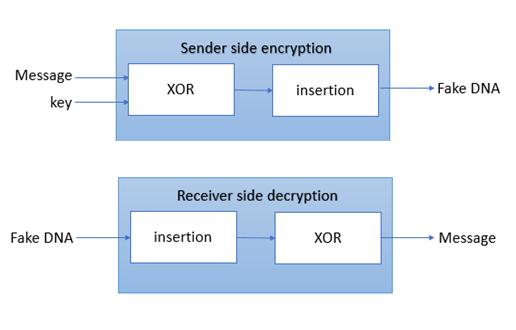 Sender side encryption
Message
key
XOR
insertion
Fake DNA
Receiver side decryption
Fake DNA
insertion
XOR
Message